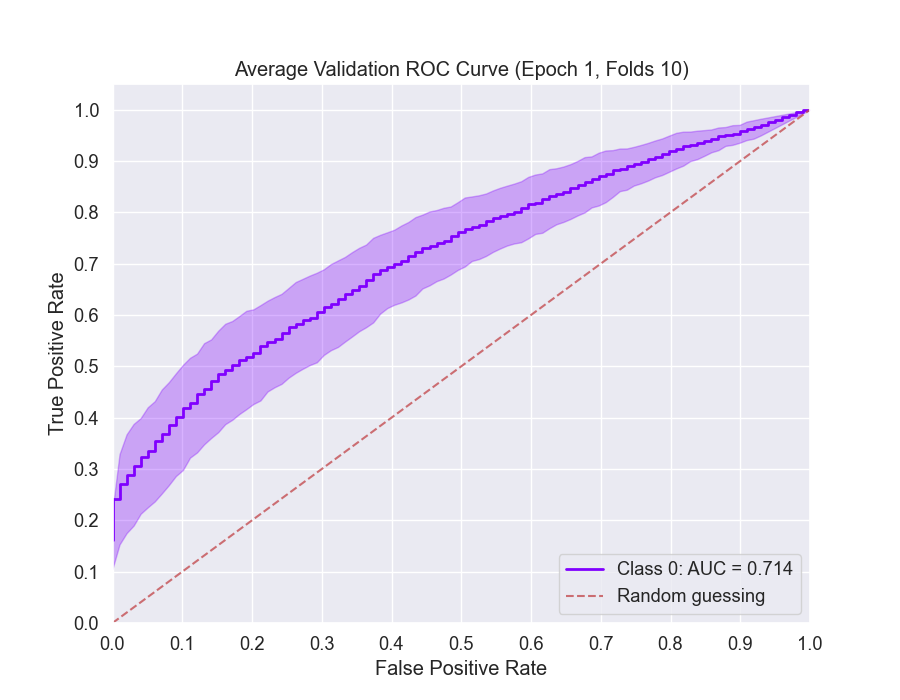 Average Validation ROC Curve (Epoch 1, Folds 10)
True Positive Rate
1.0
0.9
0.8
0.7
0.6
0.5
0.4
0.3
0.2
0.1
0.0
Class 0: AUC = 0.714
Random guessing
0.0 0.1 0.2 0.3 0.4 0.5 0.6 0.7 0.8 0.9 1.0
False Positive Rate